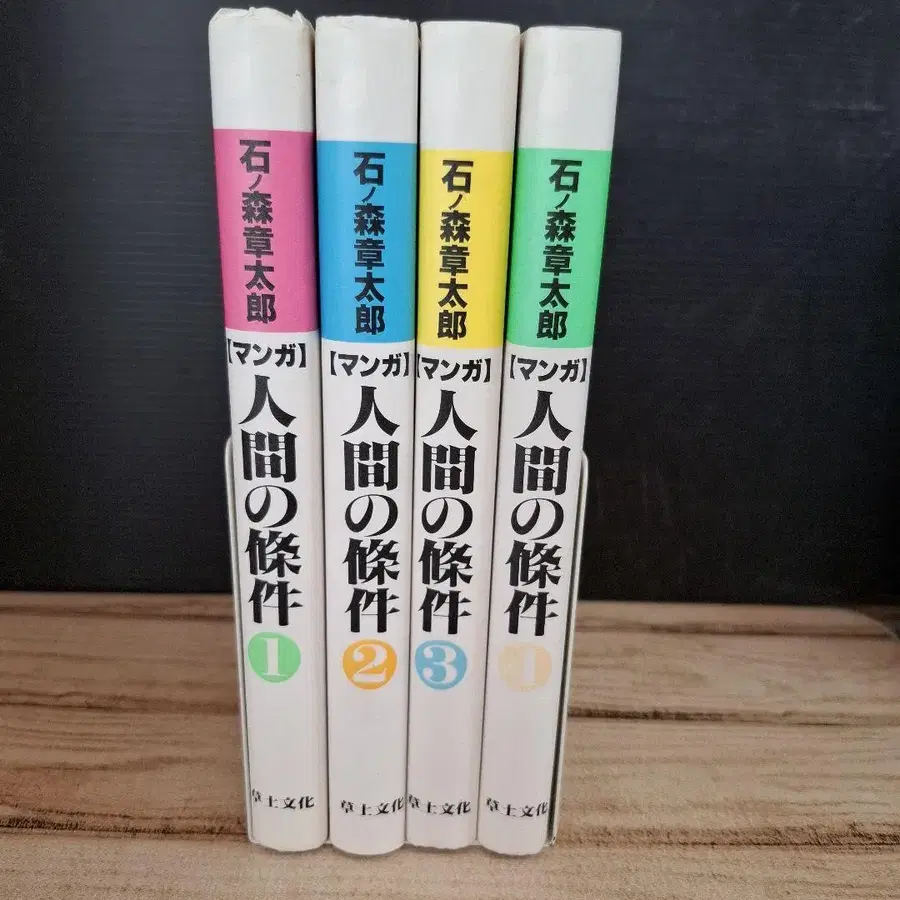 石ノ森章太郎
【マンガ】
人間の條件
1
草土文化
石ノ森章太郎
【マンガ】
人間の條件
2
草土文化
石ノ森章太郎
【マンガ】
人間の條件
3
草土文化
石ノ森章太郎
【マンガ】
人間の條件
4
草土文化